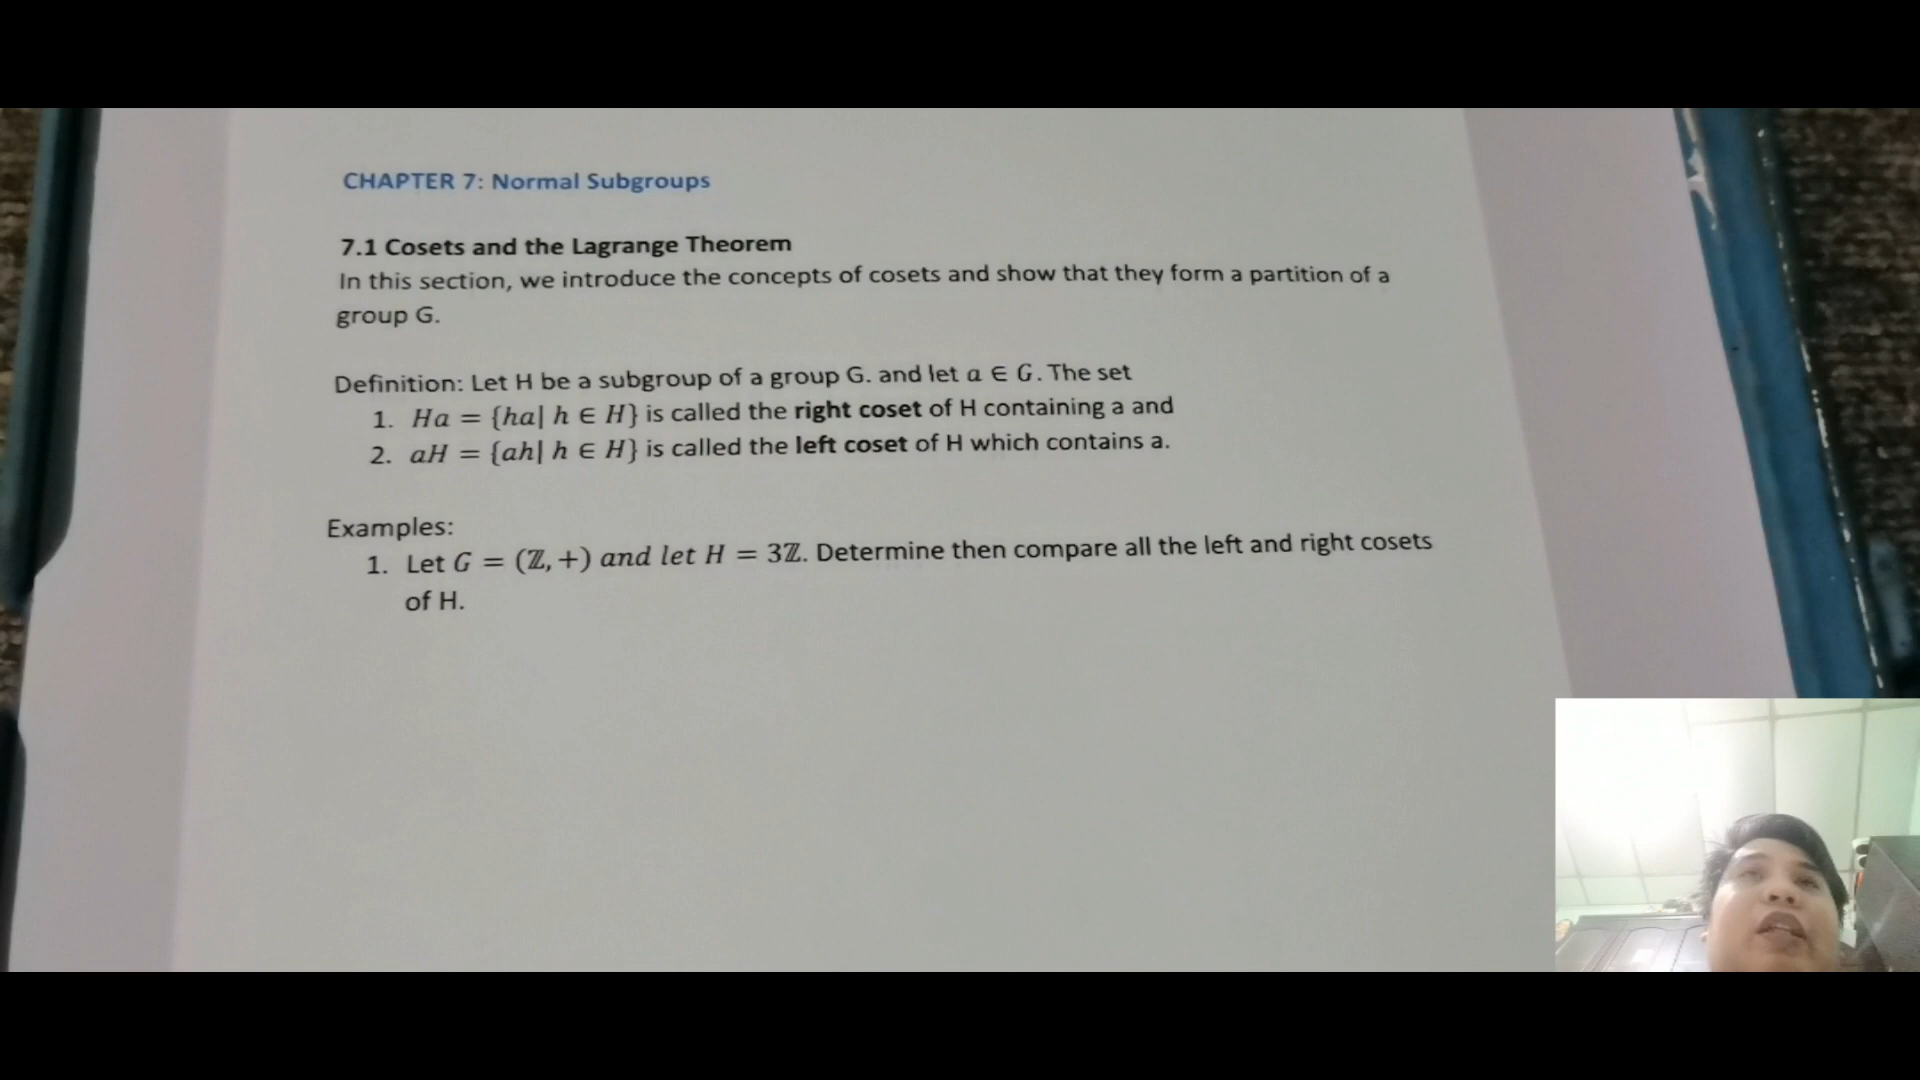 CHAPTER 7: Normal Subgroups
7.1 Cosets and the Lagrange Theorem
In this section, we introduce the concepts of cosets and show that they form a partition of a
group G.
Definition: Let H be a subgroup of a group G. and let a ∈ G. The set
1. Ha = {ha| h ∈ H} is called the right coset of H containing a and
2. aH = {ah| h ∈ H} is called the left coset of H which contains a.
Examples:
1. Let G = (ℤ, +) and let H = 3ℤ. Determine then compare all the left and right cosets
of H.